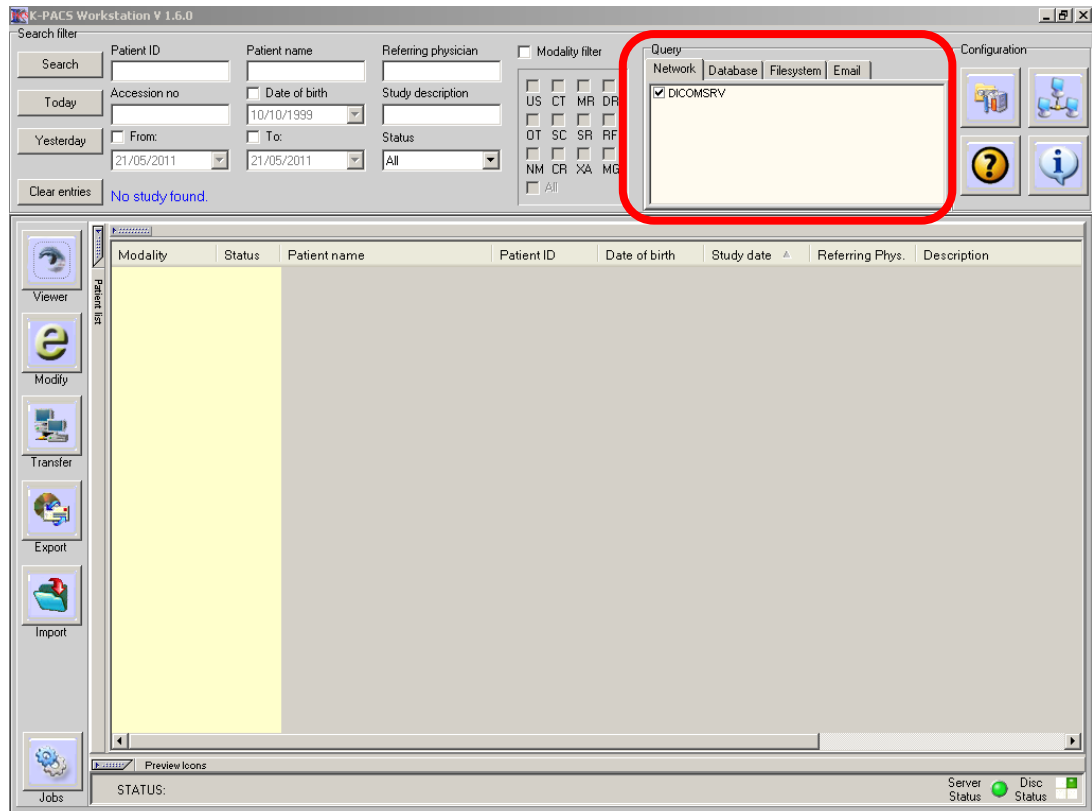 K-PACS Workstation V 1.6.0
Search filter
Search
Today
Yesterday
Clear entries
Patient ID
Patient name
Referring physician
Accession no
Date of birth
10/10/1999
Study description
From:
21/05/2011
To:
21/05/2011
Status
All
No study found.
Modality filter
US CT MR DR
OT SC SR RF
NM CR XA MG
All
Query
Network Database Filesystem Email
DICOMSRV
Configuration
Viewer
Modify
Transfer
Export
Import
Jobs
Patient list
Modality Status Patient name Patient ID Date of birth Study date Referring Phys. Description
Preview Icons
STATUS:
Server Status
Disc Status